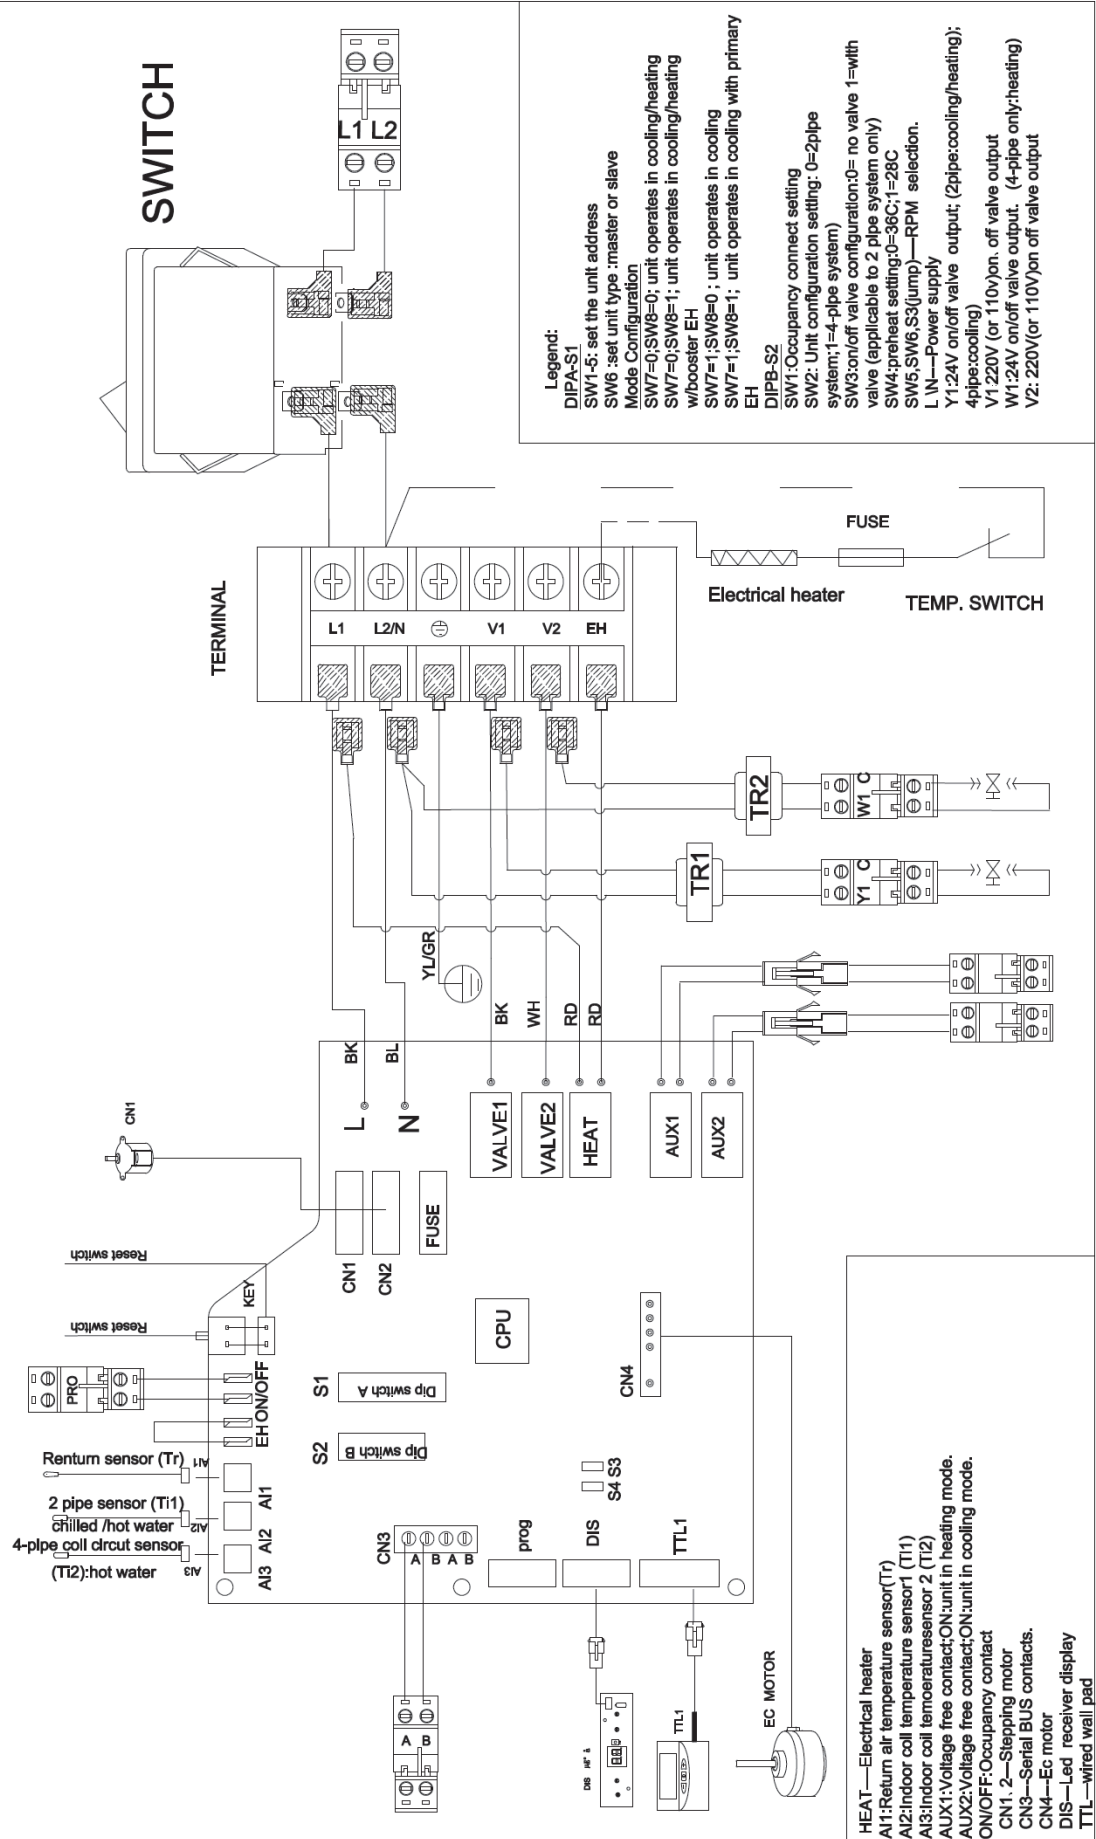 SWITCH
L1 L2
Legend:
DIPA-S1
SW1-5: set the unit address
SW6 :set unit type :master or slave
Mode Configuration
SW7=0;SW8=0; unit operates in cooling/heating
SW7=0;SW8=1; unit operates in cooling/heating
w/booster EH
SW7=1;SW8=0 ; unit operates in cooling
SW7=1;SW8=1; unit operates in cooling with primary
EH
DIPB-S2
SW1:Occupancy connect setting
SW2: Unit configuration setting: 0=2pipe
system;1=4-pipe system)
SW3:on/off valve configuration:0= no valve 1=with
valve (applicable to 2 pipe system only)
SW4:preheat setting:0=36C;1=28C
SW5,SW6,S3(jump)—RPM selection.
L \N—Power supply
Y1:24V on/off valve output; (2pipe:cooling/heating);
4pipe:cooling)
V1:220V (or 110v)on. off valve output
W1:24V on/off valve output. (4-pipe only:heating)
V2: 220V(or 110V)on off valve output
TERMINAL
L1
L2/N
V1
V2
EH
Electrical heater
FUSE
TEMP. SWITCH
TR2
W1 C
TR1
Y1 C
YL/GR
BK
BL
BK
WH
RD
RD
CN1
L
N
VALVE1
VALVE2
HEAT
AUX1
AUX2
Reset switch
Reset switch
KEY
CN1
CN2
FUSE
CPU
CN4
PRO
EH ON/OFF
S1
Dip switch A
S2
Dip switch B
S4 S3
Renturn sensor (Tr)
AI1
2 pipe sensor (Ti1)
chilled /hot water
AI2
4-pipe coil circut sensor
(Ti2):hot water
AI3
AI1
AI2
AI3
CN3
A B A B
prog
DIS
TTL1
A B
DIS
TTL1
EC MOTOR
HEAT—Electrical heater
AI1:Return air temperature sensor(Tr)
AI2:Indoor coil temperature sensor1 (Ti1)
AI3:Indoor coil temoeraturesensor 2 (Ti2)
AUX1:Voltage free contact;ON:unit in heating mode.
AUX2:Voltage free contact;ON:unit in cooling mode.
ON/OFF:Occupancy contact
CN1. 2—Stepping motor
CN3—Serial BUS contacts.
CN4—Ec motor
DIS—Led receiver display
TTL—wired wall pad